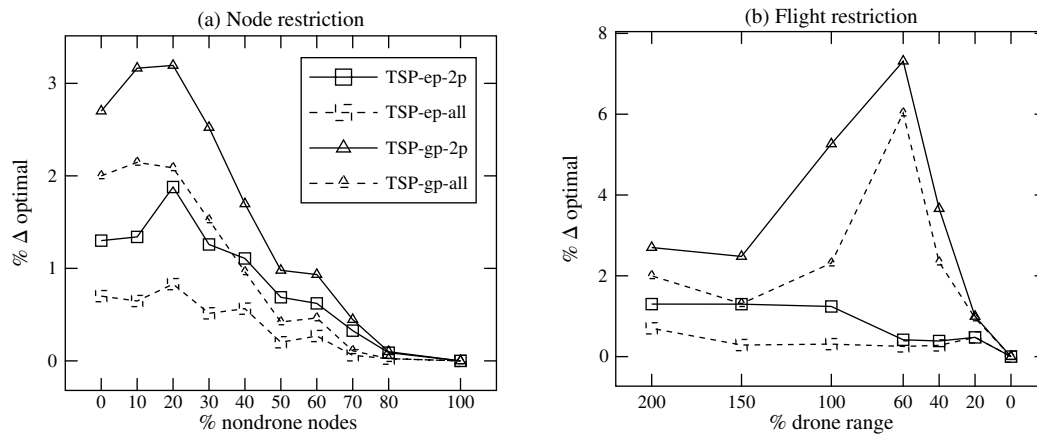 (a) Node restriction
3
2
1
0
% Δ optimal
TSP-ep-2p
TSP-ep-all
TSP-gp-2p
TSP-gp-all
0 10 20 30 40 50 60 70 80 100
% nondrone nodes
(b) Flight restriction
8
6
4
2
0
% Δ optimal
200 150 100 60 40 20 0
% drone range